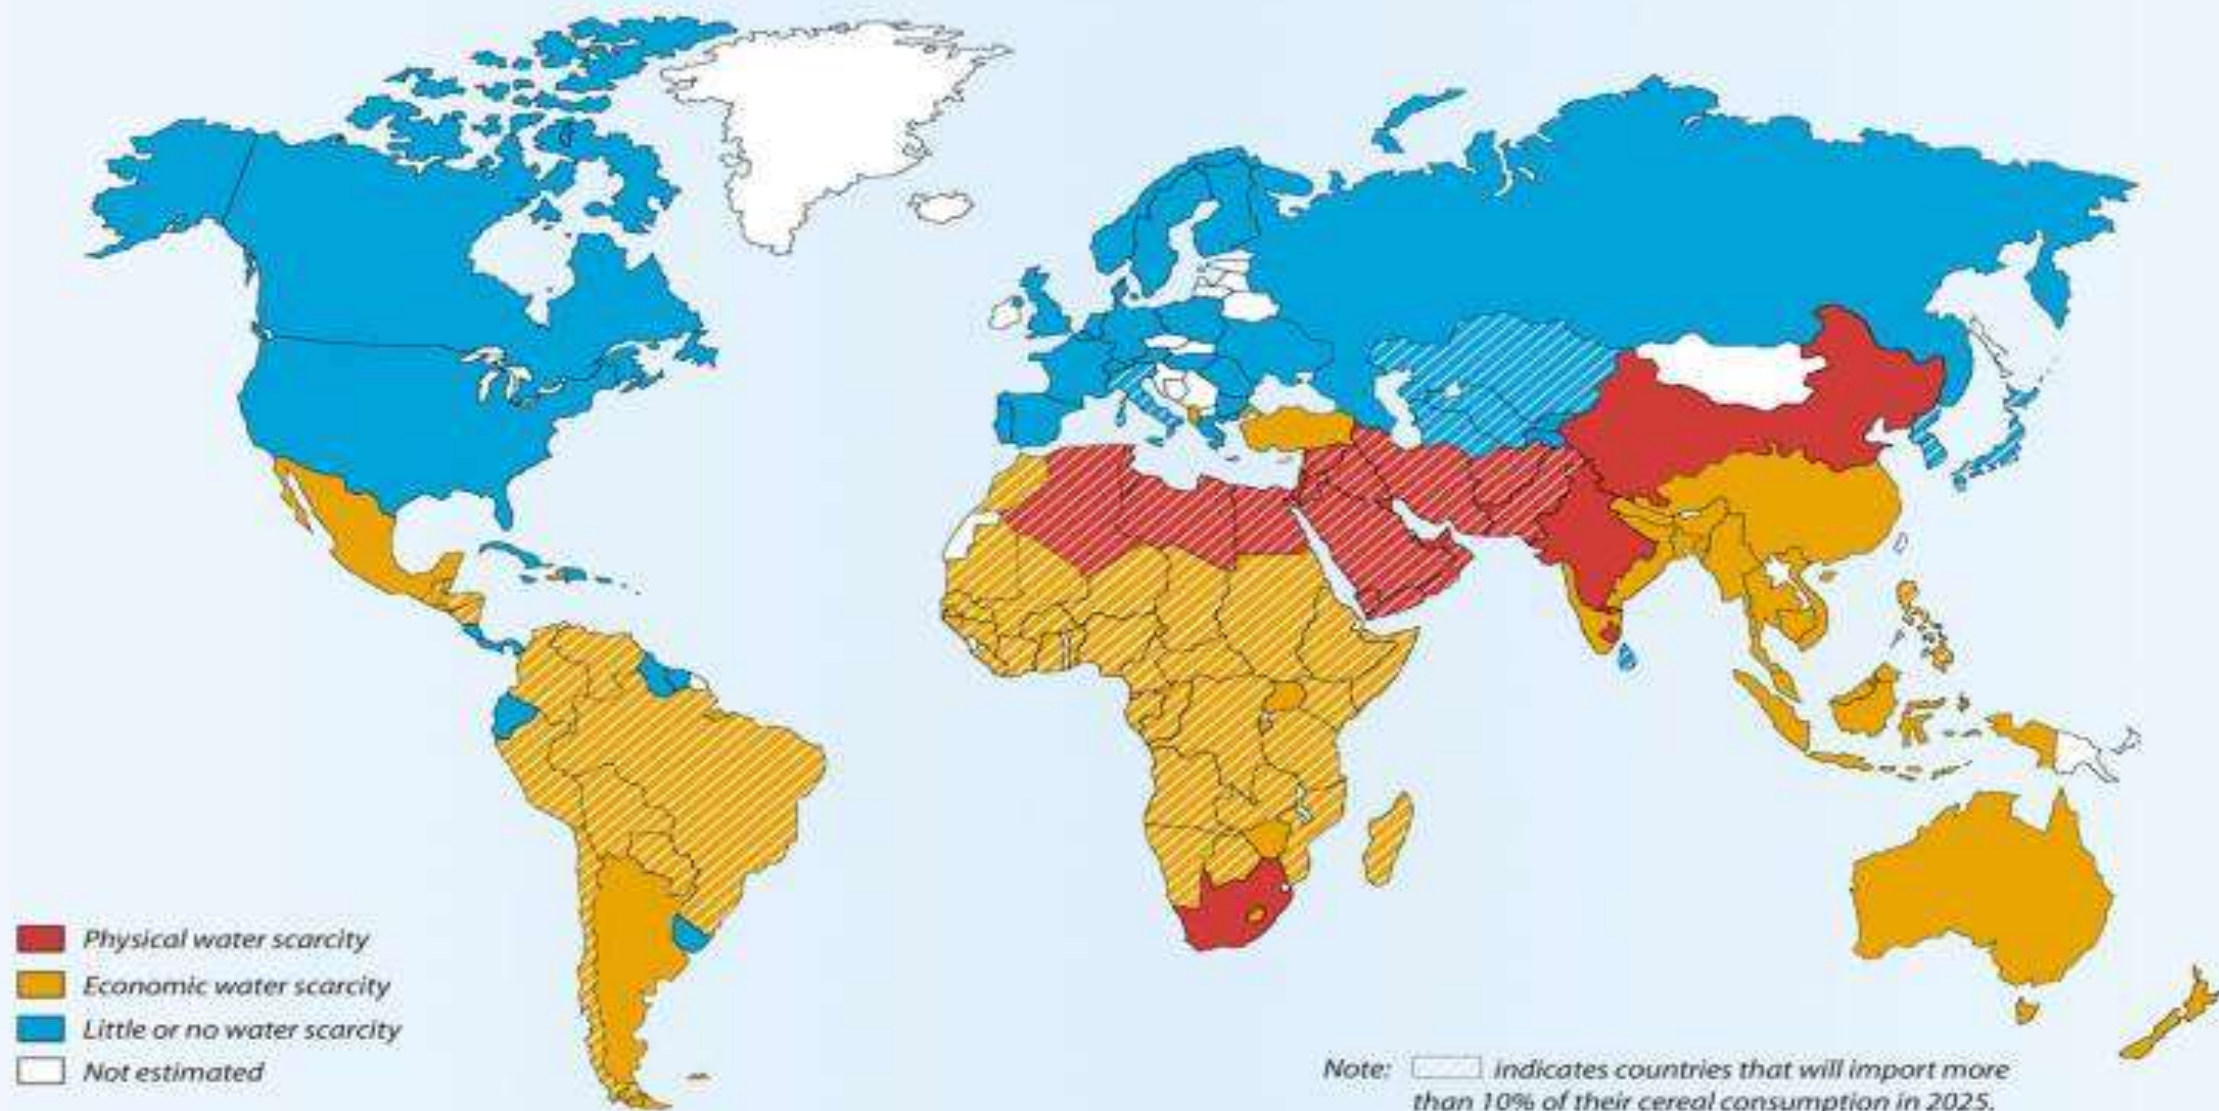 Physical water scarcity
Economic water scarcity
Little or no water scarcity
Not estimated
Note: indicates countries that will import more
than 10% of their cereal consumption in 2025.